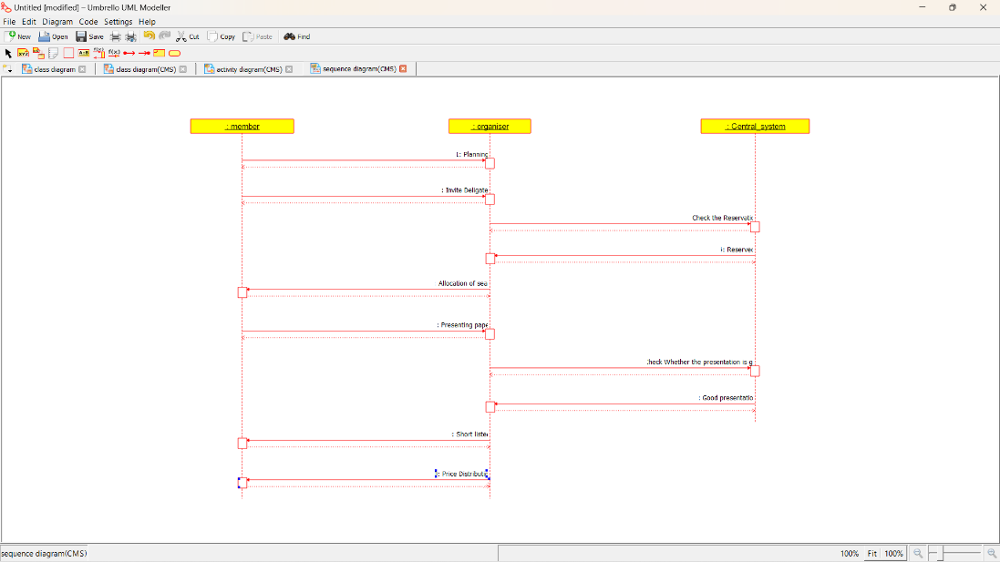 Untitled [modified] – Umbrello UML Modeller
File Edit Diagram Code Settings Help
New Open Save Cut Copy Paste Find
class diagram class diagram(CMS) activity diagram(CMS) sequence diagram(CMS)
: member : organiser : Central_system
1: Planning
: Invite Deligate
Check the Reservatic
: Reserved
Allocation of sea
: Presenting pape
heck Whether the presentation is g
: Good presentatio
: Short liste
: Price Distributi
sequence diagram(CMS) 100% Fit 100%